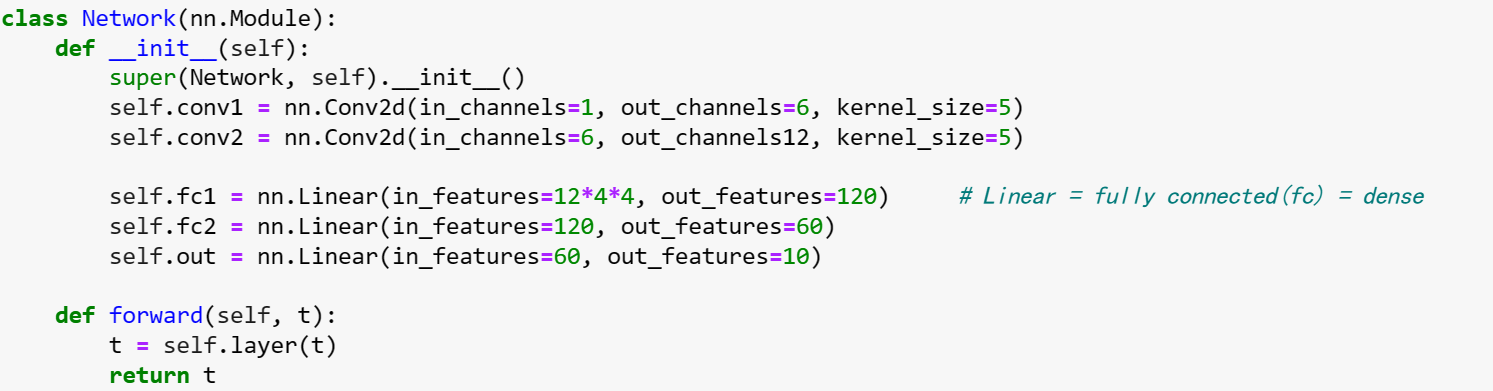 class Network(nn.Module):
    def __init__(self):
        super(Network, self).__init__()
        self.conv1 = nn.Conv2d(in_channels=1, out_channels=6, kernel_size=5)
        self.conv2 = nn.Conv2d(in_channels=6, out_channels12, kernel_size=5)
        self.fc1 = nn.Linear(in_features=12*4*4, out_features=120)     # Linear = fully connected(fc) = dense
        self.fc2 = nn.Linear(in_features=120, out_features=60)
        self.out = nn.Linear(in_features=60, out_features=10)
    def forward(self, t):
        t = self.layer(t)
        return t